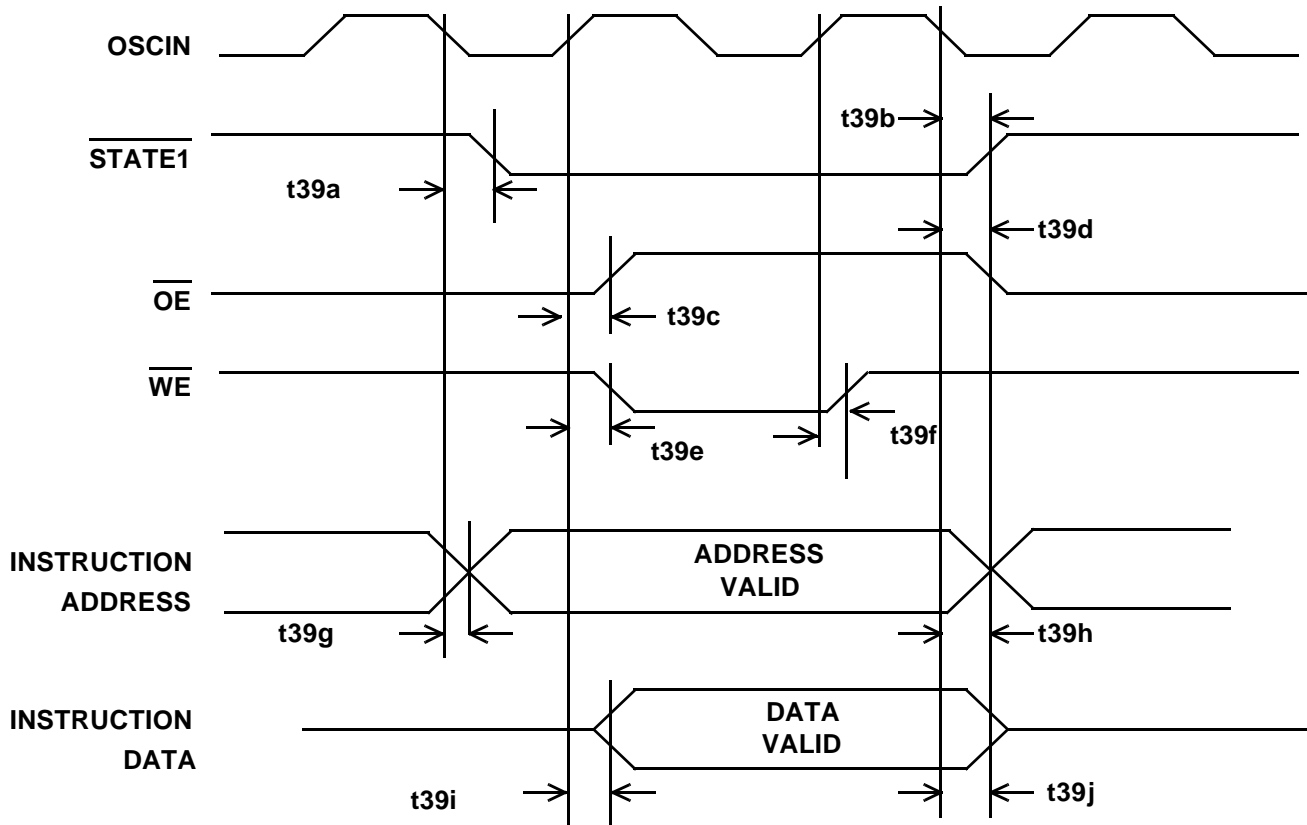 OSCIN
t39b
STATE1
t39a
t39d
OE
t39c
WE
t39f
t39e
INSTRUCTION
ADDRESS
ADDRESS
VALID
t39g
t39h
INSTRUCTION
DATA
DATA
VALID
t39i
t39j